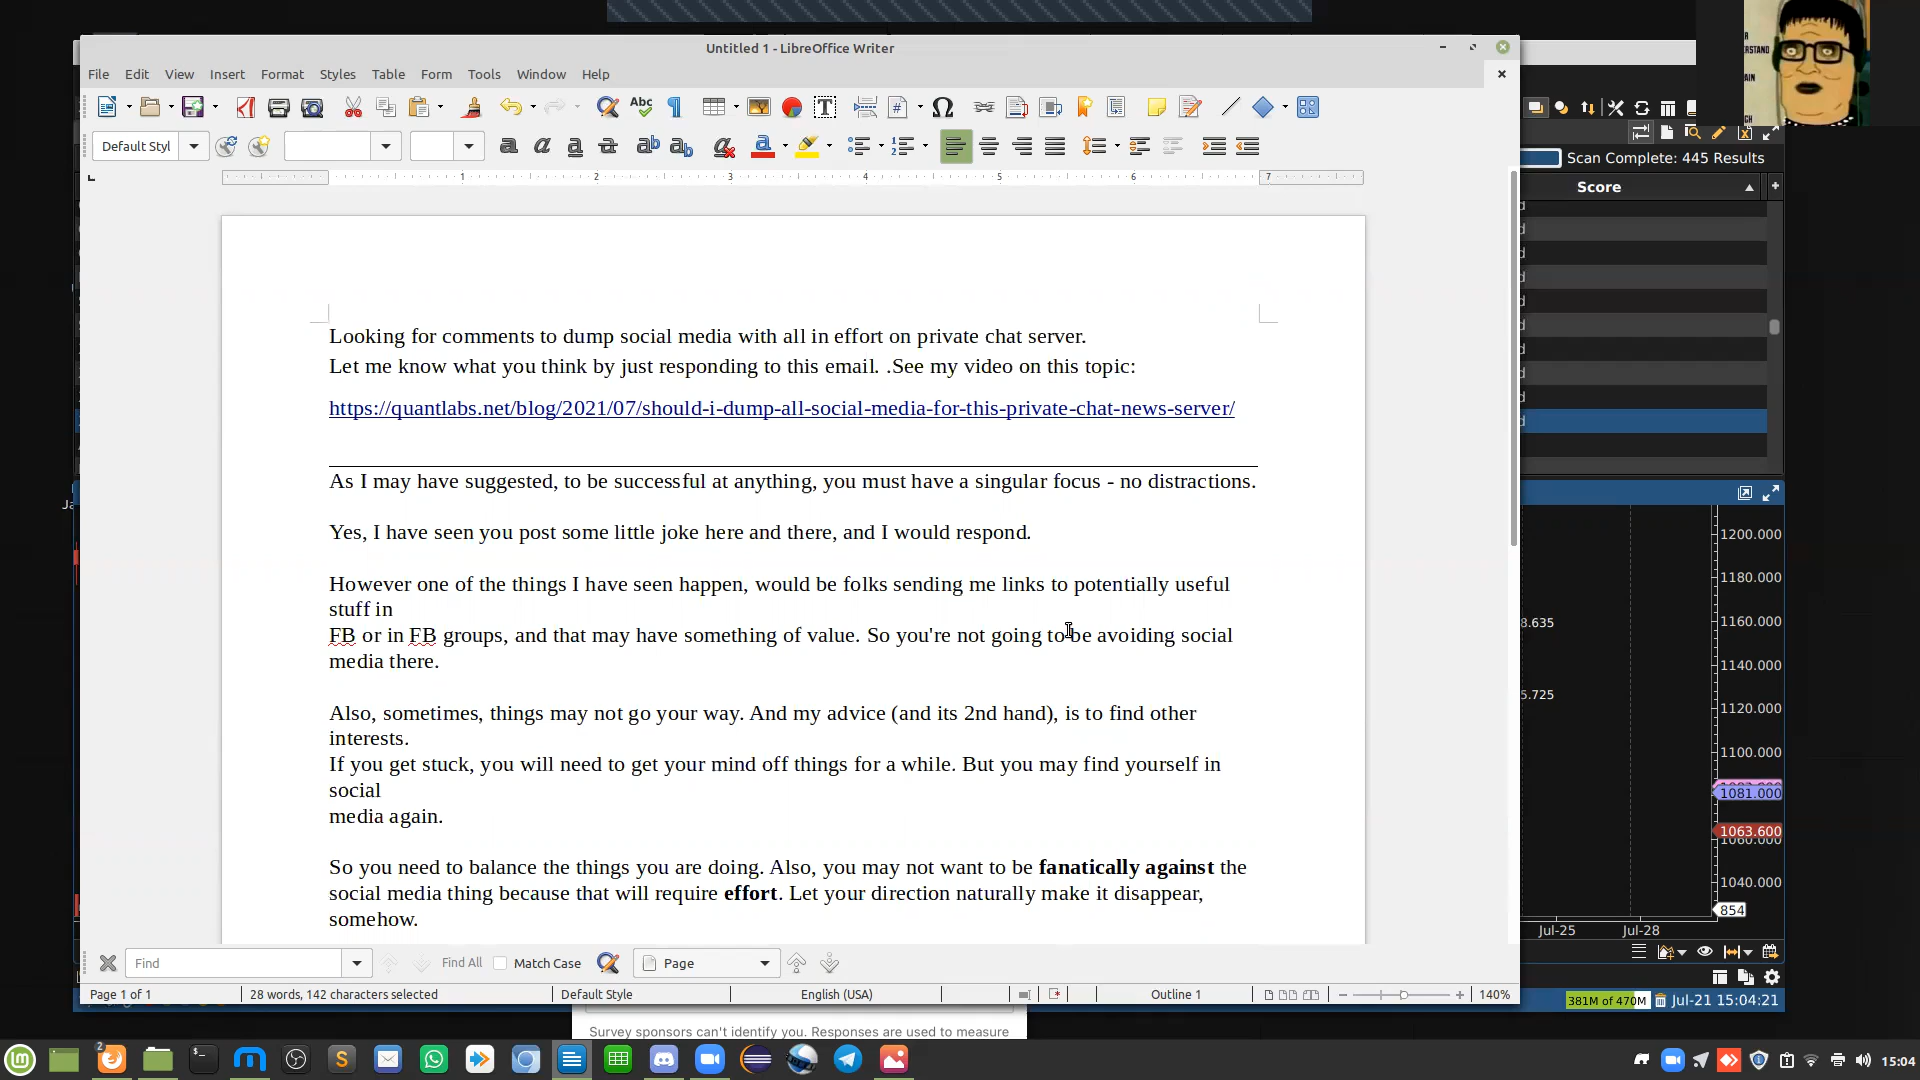 Untitled 1 - LibreOffice Writer
File Edit View Insert Format Styles Table Form Tools Window Help
Default Styl
1 2 3 4 5 6 7
Scan Complete: 445 Results
Score
Looking for comments to dump social media with all in effort on private chat server.
Let me know what you think by just responding to this email. .See my video on this topic:
https://quantlabs.net/blog/2021/07/should-i-dump-all-social-media-for-this-private-chat-news-server/
As I may have suggested, to be successful at anything, you must have a singular focus - no distractions.
Yes, I have seen you post some little joke here and there, and I would respond.
However one of the things I have seen happen, would be folks sending me links to potentially useful
stuff in
FB or in FB groups, and that may have something of value. So you're not going to be avoiding social
media there.
Also, sometimes, things may not go your way. And my advice (and its 2nd hand), is to find other
interests.
If you get stuck, you will need to get your mind off things for a while. But you may find yourself in
social
media again.
So you need to balance the things you are doing. Also, you may not want to be fanatically against the
social media thing because that will require effort. Let your direction naturally make it disappear,
somehow.
1200.000
1180.000
1160.000
8.635
1140.000
5.725
1120.000
1100.000
1081.000
1063.600
1060.000
1040.000
854
Jul-25 Jul-28
Find
Find All Match Case Page
Page 1 of 1 28 words, 142 characters selected Default Style English (USA) Outline 1 140%
381M of 470M Jul-21 15:04:21
Survey sponsors can't identify you. Responses are used to measure
2
15:04